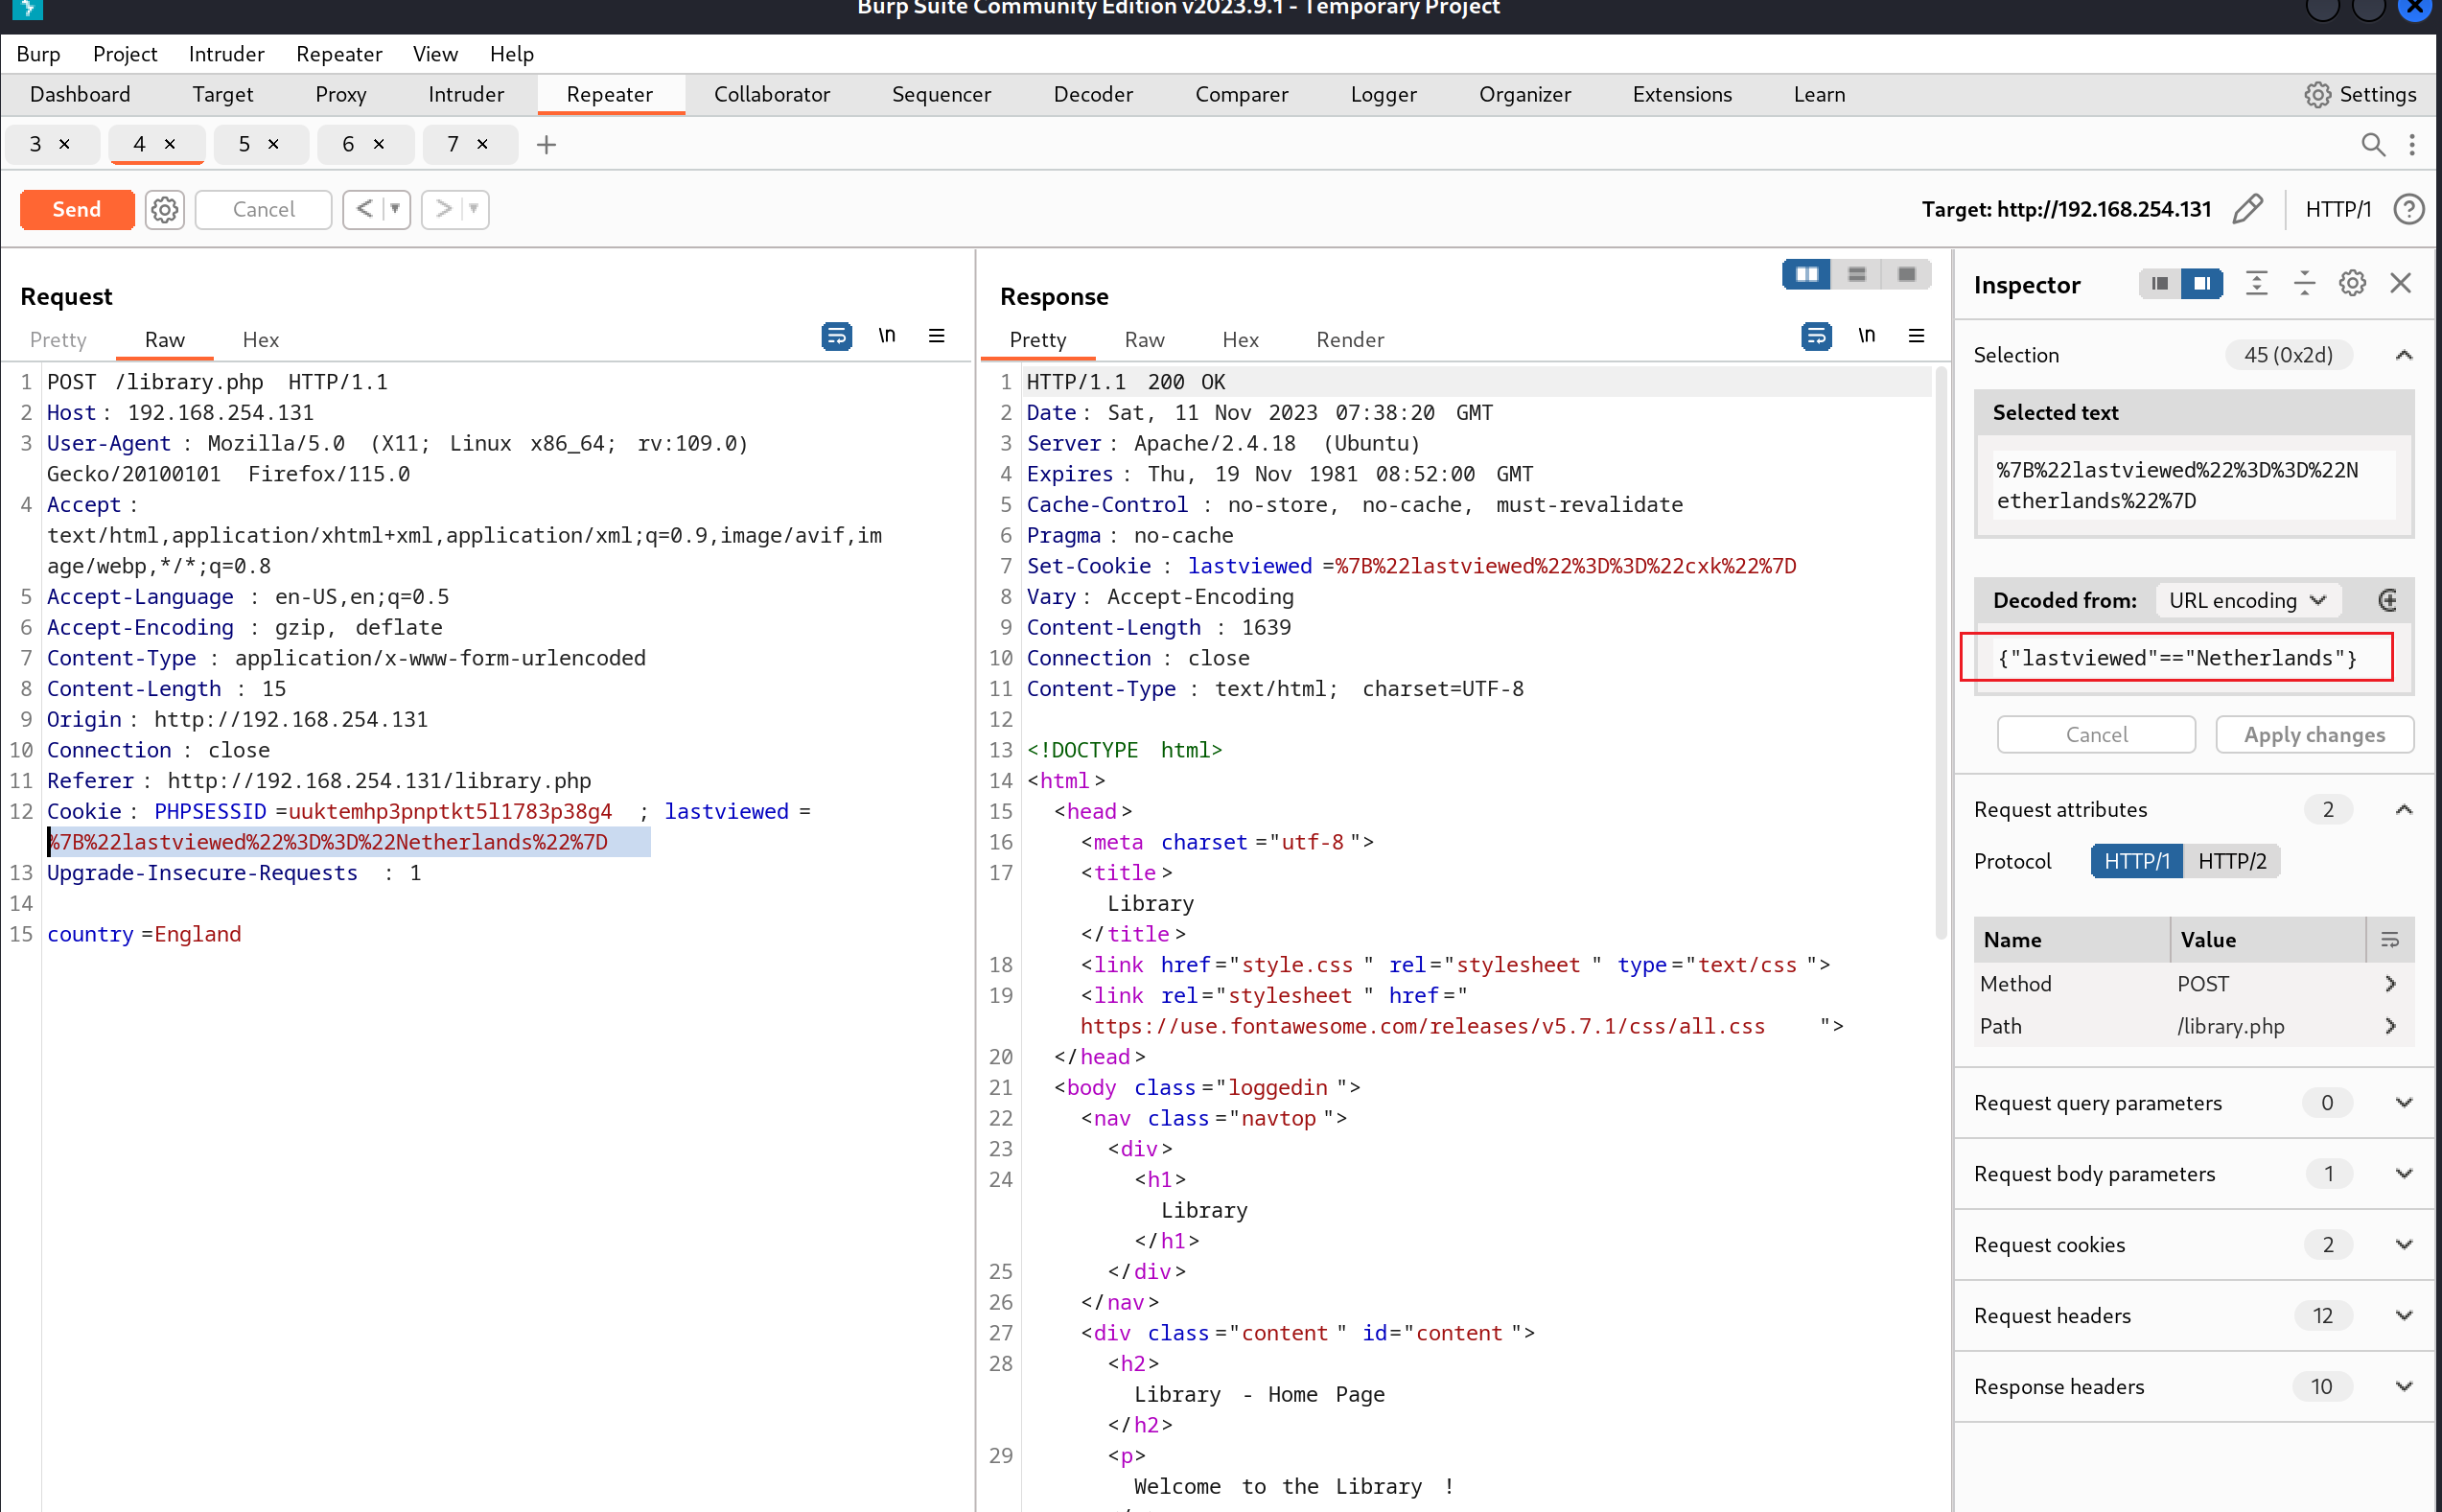 Burp Suite Community Edition v2023.9.1 - Temporary Project
Burp Project Intruder Repeater View Help
Dashboard Target Proxy Intruder Repeater Collaborator Sequencer Decoder Comparer Logger Organizer Extensions Learn Settings
3 × 4 × 5 × 6 × 7 × +
Send Cancel < > Target: http://192.168.254.131 HTTP/1 ?
Request
Pretty Raw Hex \n
1 POST /library.php HTTP/1.1
2 Host : 192.168.254.131
3 User-Agent : Mozilla/5.0 (X11; Linux x86_64; rv:109.0)
Gecko/20100101 Firefox/115.0
4 Accept :
text/html,application/xhtml+xml,application/xml;q=0.9,image/avif,im
age/webp,*/*;q=0.8
5 Accept-Language : en-US,en;q=0.5
6 Accept-Encoding : gzip, deflate
7 Content-Type : application/x-www-form-urlencoded
8 Content-Length : 15
9 Origin : http://192.168.254.131
10 Connection : close
11 Referer : http://192.168.254.131/library.php
12 Cookie : PHPSESSID =uuktemhp3pnptkt5l1783p38g4 ; lastviewed =
%7B%22lastviewed%22%3D%3D%22Netherlands%22%7D
13 Upgrade-Insecure-Requests : 1
14
15 country =England
Response
Pretty Raw Hex Render \n
1 HTTP/1.1 200 OK
2 Date : Sat, 11 Nov 2023 07:38:20 GMT
3 Server : Apache/2.4.18 (Ubuntu)
4 Expires : Thu, 19 Nov 1981 08:52:00 GMT
5 Cache-Control : no-store, no-cache, must-revalidate
6 Pragma : no-cache
7 Set-Cookie : lastviewed =%7B%22lastviewed%22%3D%3D%22cxk%22%7D
8 Vary : Accept-Encoding
9 Content-Length : 1639
10 Connection : close
11 Content-Type : text/html; charset=UTF-8
12
13 <!DOCTYPE html>
14 <html >
15 <head >
16 <meta charset ="utf-8 ">
17 <title >
Library
</title >
18 <link href ="style.css " rel ="stylesheet " type ="text/css ">
19 <link rel ="stylesheet " href ="
https://use.fontawesome.com/releases/v5.7.1/css/all.css ">
20 </head >
21 <body class ="loggedin ">
22 <nav class ="navtop ">
23 <div >
24 <h1 >
Library
</h1 >
25 </div >
26 </nav >
27 <div class ="content " id ="content ">
28 <h2 >
Library - Home Page
</h2 >
29 <p >
Welcome to the Library !
Inspector
Selection 45 (0x2d)
Selected text
%7B%22lastviewed%22%3D%3D%22N
etherlands%22%7D
Decoded from: URL encoding
{"lastviewed"=="Netherlands"}
Cancel Apply changes
Request attributes 2
Protocol HTTP/1 HTTP/2
Name Value
Method POST
Path /library.php
Request query parameters 0
Request body parameters 1
Request cookies 2
Request headers 12
Response headers 10